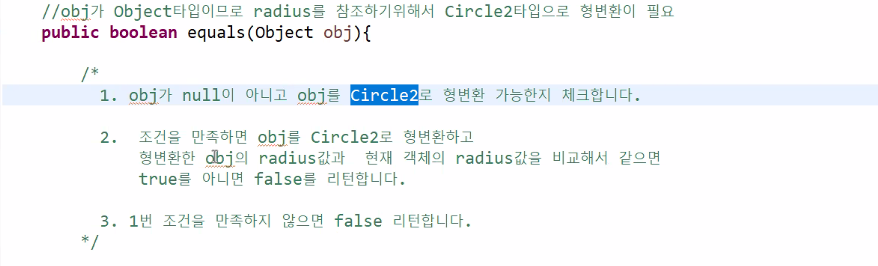 //obj가 Object타입이므로 radius를 참조하기위해서 Circle2타입으로 형변환이 필요
public boolean equals(Object obj){
/*
1. obj가 null이 아니고 obj를 Circle2로 형변환 가능한지 체크합니다.
2. 조건을 만족하면 obj를 Circle2로 형변환하고
형변환한 obj의 radius값과 현재 객체의 radius값을 비교해서 같으면
true를 아니면 false를 리턴합니다.
3. 1번 조건을 만족하지 않으면 false 리턴합니다.
*/